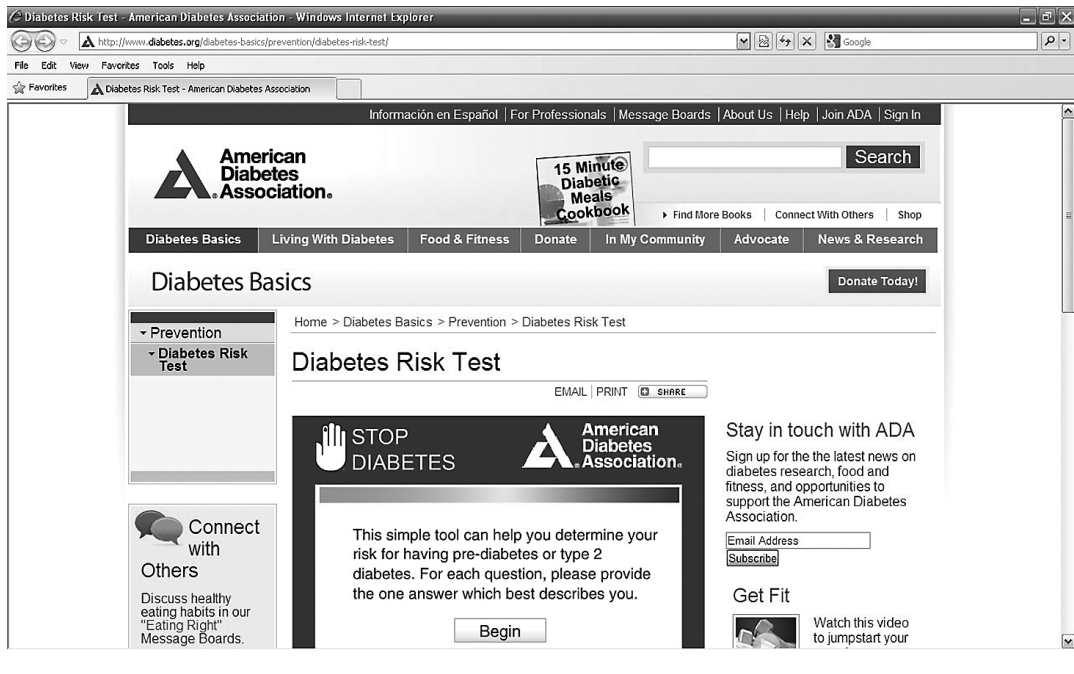 Diabetes Risk Test - American Diabetes Association - Windows Internet Explorer
http://www.diabetes.org/diabetes-basics/prevention/diabetes-risk-test/
Google
File Edit View Favorites Tools Help
Favorites
Diabetes Risk Test - American Diabetes Association
Información en Español | For Professionals | Message Boards | About Us | Help | Join ADA | Sign In
American
Diabetes
Association®
15 Minute
Diabetic
Meals
Cookbook
Search
Find More Books | Connect With Others | Shop
Diabetes Basics
Living With Diabetes
Food & Fitness
Donate
In My Community
Advocate
News & Research
Diabetes Basics
Donate Today!
Prevention
Diabetes Risk
Test
Home > Diabetes Basics > Prevention > Diabetes Risk Test
Diabetes Risk Test
EMAIL | PRINT
SHARE
STOP
DIABETES
American
Diabetes
Association®
This simple tool can help you determine your
risk for having pre-diabetes or type 2
diabetes. For each question, please provide
the one answer which best describes you.
Begin
Stay in touch with ADA
Sign up for the the latest news on
diabetes research, food and
fitness, and opportunities to
support the American Diabetes
Association.
Email Address
Subscribe
Get Fit
Watch this video
to jumpstart your
Connect
with
Others
Discuss healthy
eating habits in our
"Eating Right"
Message Boards.